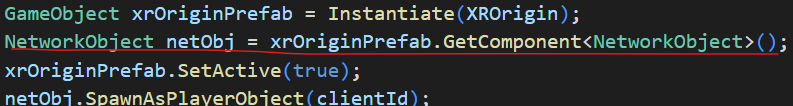 GameObject xrOriginPrefab = Instantiate(XROrigin);
NetworkObject netObj = xrOriginPrefab.GetComponent<NetworkObject>();
xrOriginPrefab.SetActive(true);
netObj.SpawnAsPlayerObject(clientId);